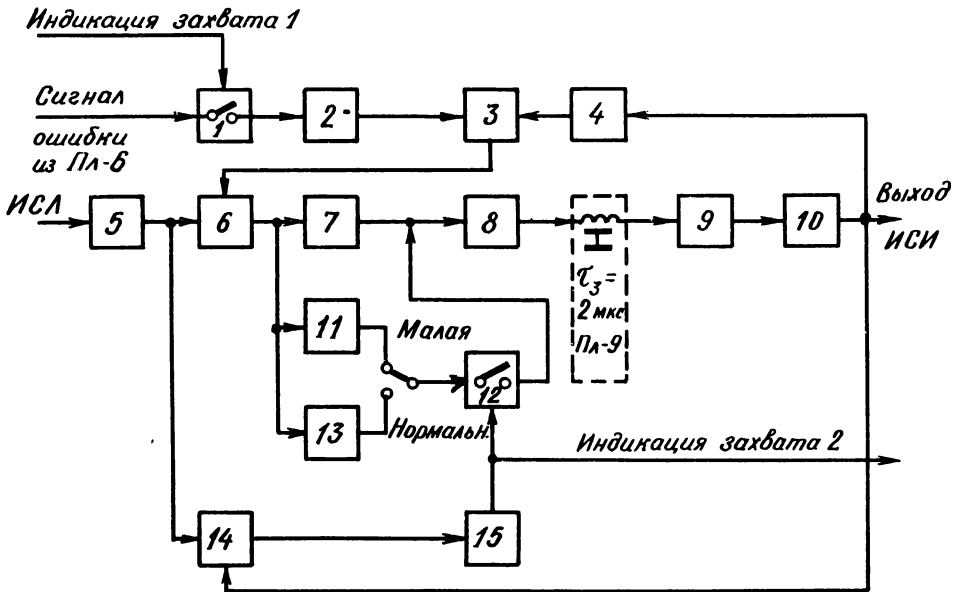 Индикация захвата 1
Сигнал
ошибки
из Пл-6
1
2
3
4
ИСЛ
5
6
7
8
9
10
Выход
ИСИ
τз =
2 мкс
Пл-9
11
Малая
12
13
Нормальн.
Индикация захвата 2
14
15